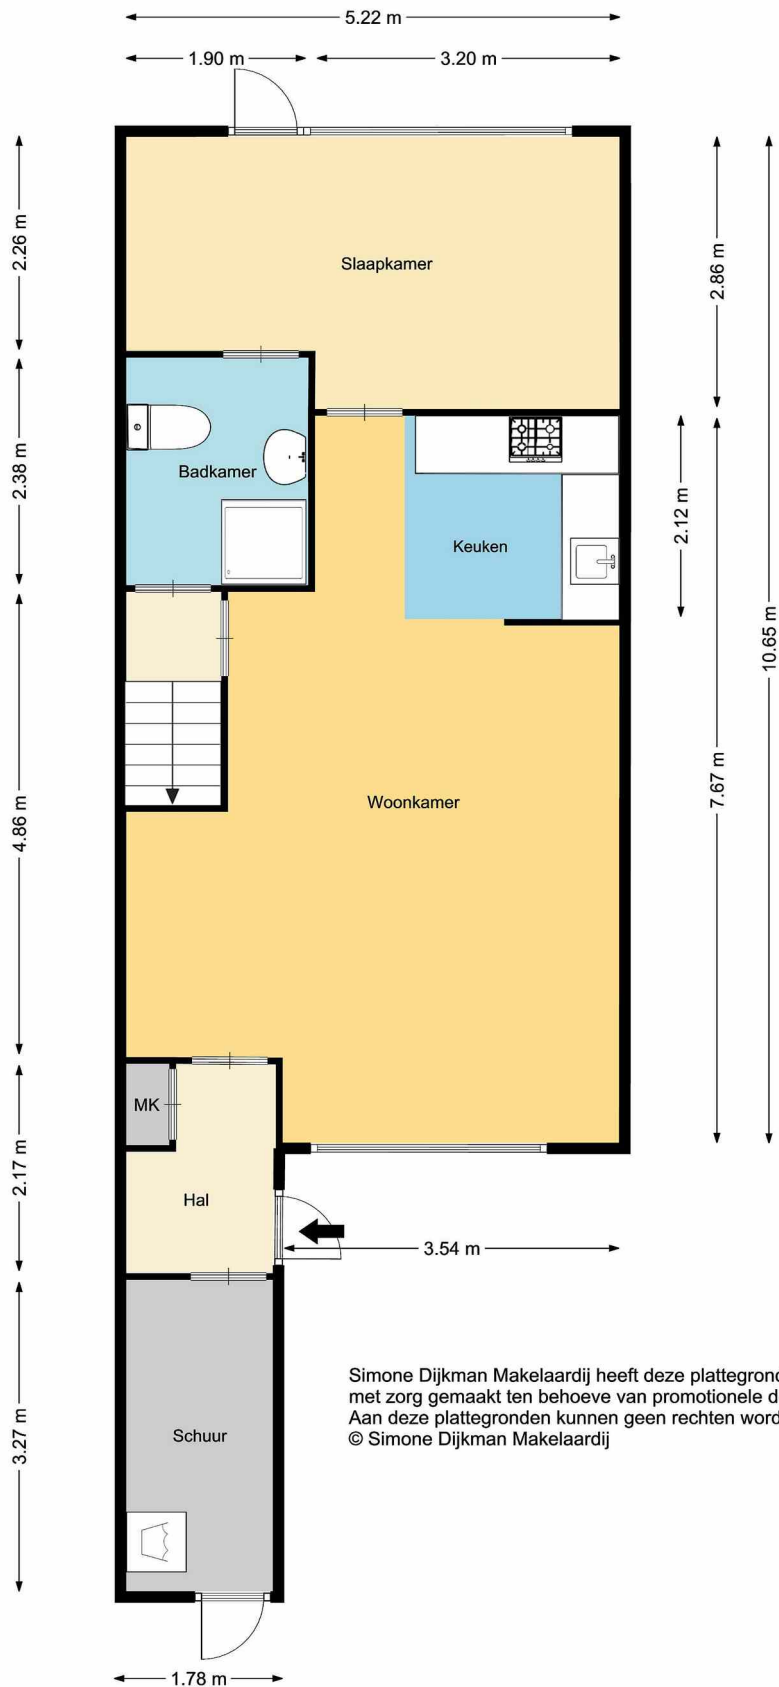 5.22 m
1.90 m
3.20 m
2.26 m
2.86 m
Slaapkamer
2.38 m
Badkamer
2.12 m
Keuken
10.65 m
7.67 m
4.86 m
Woonkamer
MK
2.17 m
Hal
3.54 m
Simone Dijkman Makelaardij heeft deze plattegrond
met zorg gemaakt ten behoeve van promotionele d
Aan deze plattegronden kunnen geen rechten word
© Simone Dijkman Makelaardij
3.27 m
Schuur
1.78 m